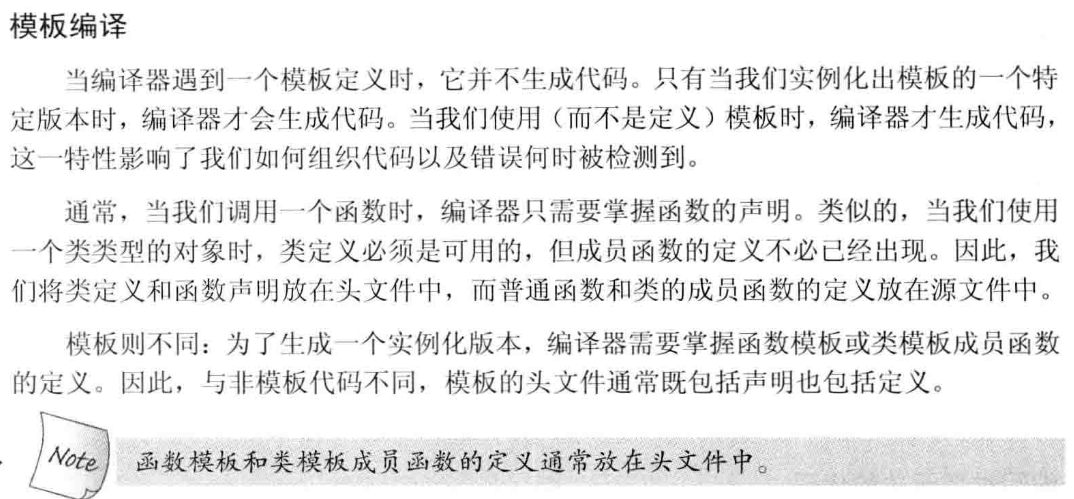 模板编译
当编译器遇到一个模板定义时，它并不生成代码。只有当我们实例化出模板的一个特
定版本时，编译器才会生成代码。当我们使用（而不是定义）模板时，编译器才生成代码，
这一特性影响了我们如何组织代码以及错误何时被检测到。
通常，当我们调用一个函数时，编译器只需要掌握函数的声明。类似的，当我们使用
一个类类型的对象时，类定义必须是可用的，但成员函数的定义不必已经出现。因此，我
们将类定义和函数声明放在头文件中，而普通函数和类的成员函数的定义放在源文件中。
模板则不同：为了生成一个实例化版本，编译器需要掌握函数模板或类模板成员函数
的定义。因此，与非模板代码不同，模板的头文件通常既包括声明也包括定义。
Note 函数模板和类模板成员函数的定义通常放在头文件中。